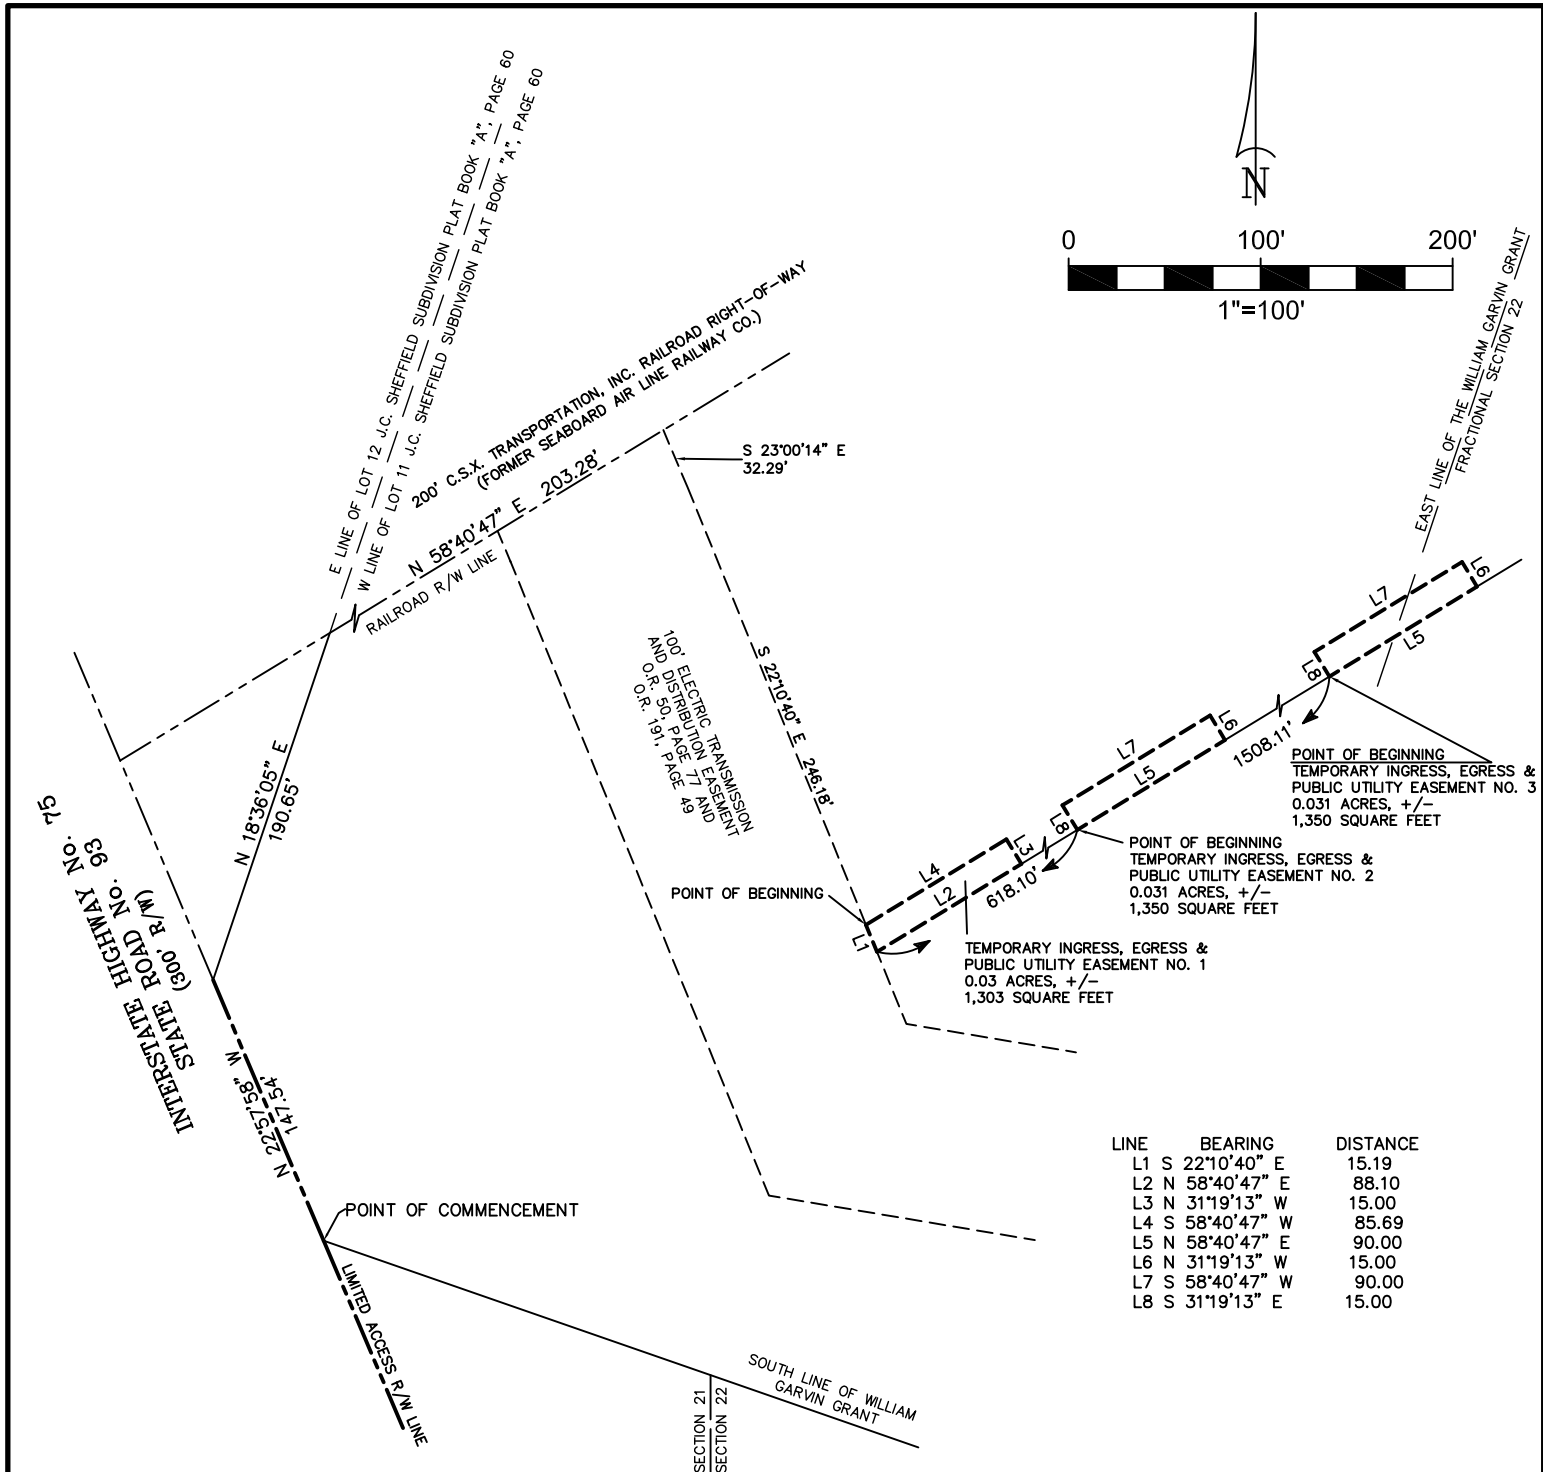 E LINE OF LOT 12 J.C. SHEFFIELD SUBDIVISION PLAT BOOK "A", PAGE 60
W LINE OF LOT 11 J.C. SHEFFIELD SUBDIVISION PLAT BOOK "A", PAGE 60
N
0 100' 200'
1"=100'
EAST LINE OF THE WILLIAM GARVIN GRANT
FRACTIONAL SECTION 22
200' C.S.X. TRANSPORTATION, INC. RAILROAD RIGHT-OF-WAY
(FORMER SEABOARD AIR LINE RAILWAY CO.)
N 58°40'47" E 203.28'
RAILROAD R/W LINE
S 23°00'14" E
32.29'
S 22°10'40" E 246.18'
100' ELECTRIC TRANSMISSION
AND DISTRIBUTION EASEMENT
O.R. 50, PAGE 77 AND
O.R. 191, PAGE 49
N 18°36'05" E
190.65'
INTERSTATE HIGHWAY No. 75
STATE ROAD No. 93
(300' R/W)
N 22°57'58" W
147.54'
POINT OF COMMENCEMENT
LIMITED ACCESS R/W LINE
SOUTH LINE OF WILLIAM
GARVIN GRANT
SECTION 21
SECTION 22
POINT OF BEGINNING
L1
L2
L3
L4
618.10'
TEMPORARY INGRESS, EGRESS &
PUBLIC UTILITY EASEMENT NO. 1
0.03 ACRES, +/-
1,303 SQUARE FEET
L8
L7
L5
L6
1508.11'
POINT OF BEGINNING
TEMPORARY INGRESS, EGRESS &
PUBLIC UTILITY EASEMENT NO. 2
0.031 ACRES, +/-
1,350 SQUARE FEET
L8
L7
L5
L6
POINT OF BEGINNING
TEMPORARY INGRESS, EGRESS &
PUBLIC UTILITY EASEMENT NO. 3
0.031 ACRES, +/-
1,350 SQUARE FEET
LINE BEARING DISTANCE
L1 S 22°10'40" E 15.19
L2 N 58°40'47" E 88.10
L3 N 31°19'13" W 15.00
L4 S 58°40'47" W 85.69
L5 N 58°40'47" E 90.00
L6 N 31°19'13" W 15.00
L7 S 58°40'47" W 90.00
L8 S 31°19'13" E 15.00